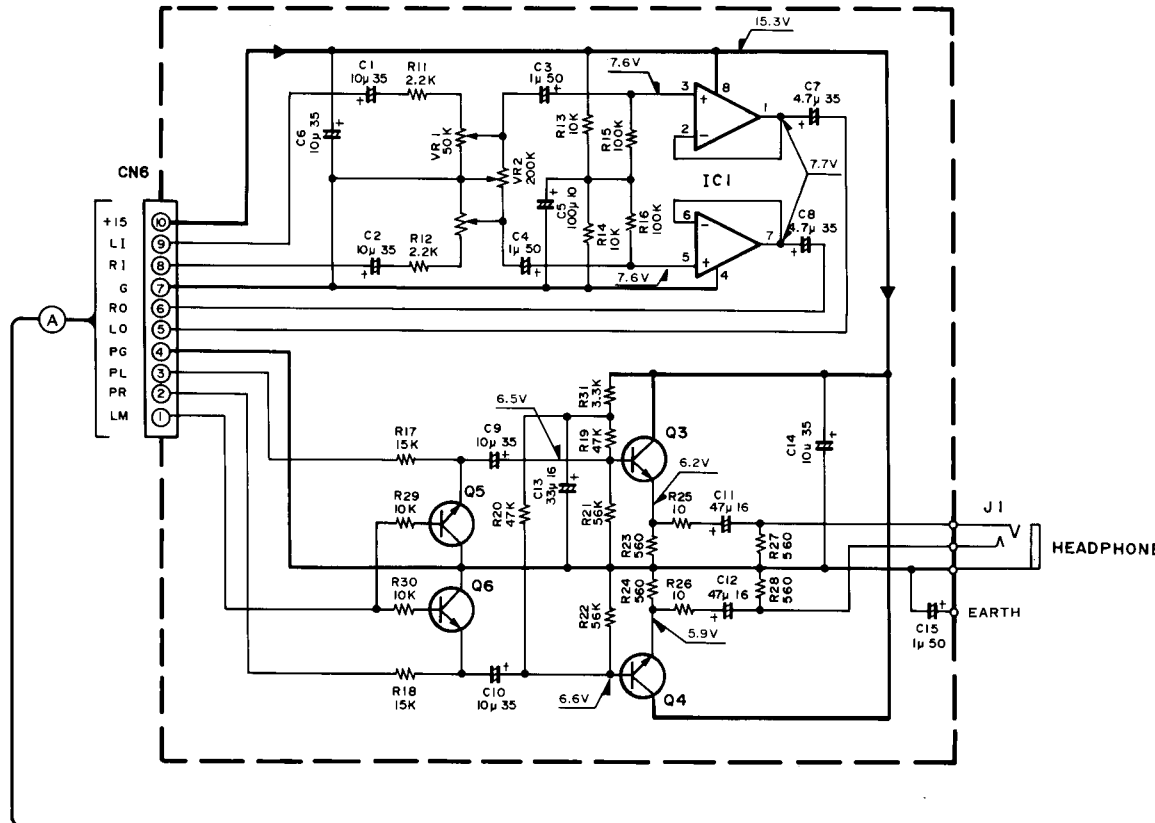 15.3V
C1
10μ 35
R11
2.2K
C3
1μ 50
7.6V
3
8
1
2
C7
4.7μ 35
C6
10μ 35
VR1
50K
VR2
200K
R13
10K
R15
100K
IC1
7.7V
CN6
C5
100μ 10
R14
10K
R16
100K
6
7
5
4
C8
4.7μ 35
C2
10μ 35
R12
2.2K
C4
1μ 50
7.6V
+15 10
LI 9
RI 8
G 7
RO 6
LO 5
PG 4
PL 3
PR 2
LM 1
A
R31
3.3K
6.5V
R17
15K
C9
10μ 35
R19
47K
Q3
C14
10μ 35
6.2V
C13
33μ 16
R29
10K
Q5
R20
47K
R21
56K
R25
10
C11
47μ 16
J1
R23
560
R27
560
HEADPHONE
R30
10K
Q6
R22
56K
R24
560
R26
10
C12
47μ 16
R28
560
EARTH
C15
1μ 50
5.9V
R18
15K
C10
10μ 35
6.6V
Q4